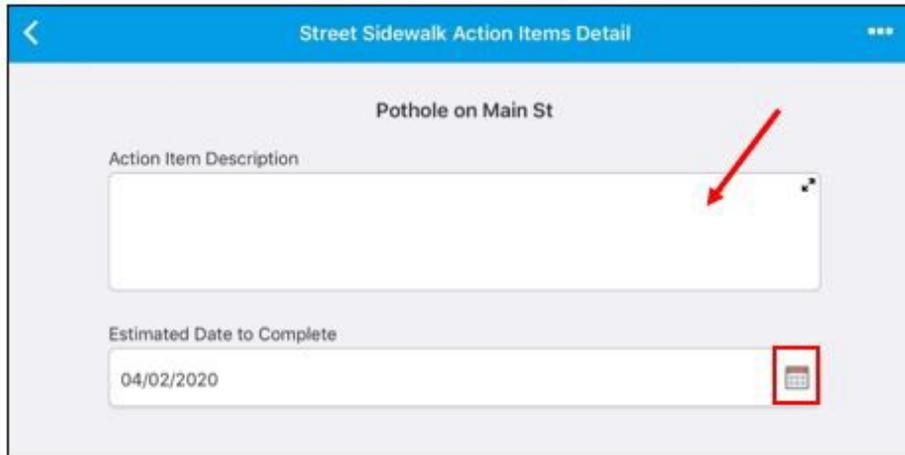 Street Sidewalk Action Items Detail
Pothole on Main St
Action Item Description
Estimated Date to Complete
04/02/2020